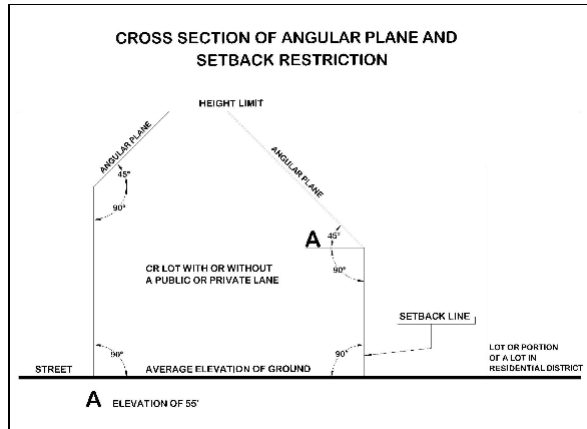 CROSS SECTION OF ANGULAR PLANE AND
SETBACK RESTRICTION
HEIGHT LIMIT
ANGULAR PLANE
45°
90°
ANGULAR PLANE
A
45°
90°
CR LOT WITH OR WITHOUT
A PUBLIC OR PRIVATE LANE
SETBACK LINE
90°
90°
LOT OR PORTION
OF A LOT IN
RESIDENTIAL DISTRICT
STREET
AVERAGE ELEVATION OF GROUND
A ELEVATION OF 55'